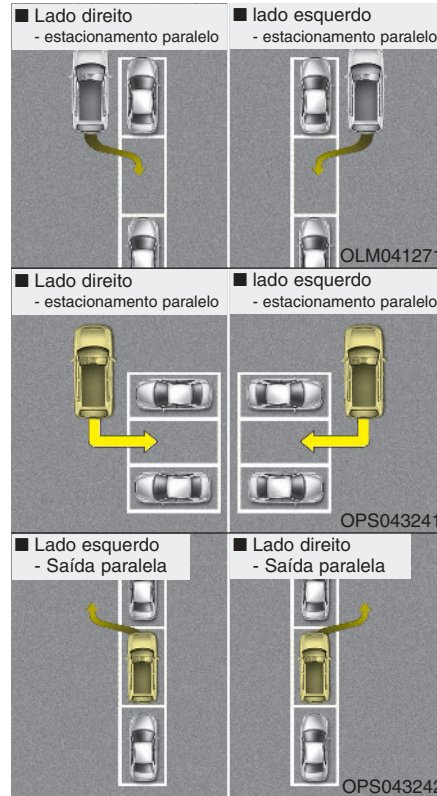 ■ Lado direito
- estacionamento paralelo
■ lado esquerdo
- estacionamento paralelo
OLM041271
■ Lado direito
- estacionamento paralelo
■ lado esquerdo
- estacionamento paralelo
OPS043241
■ Lado esquerdo
- Saída paralela
■ Lado direito
- Saída paralela
OPS043242